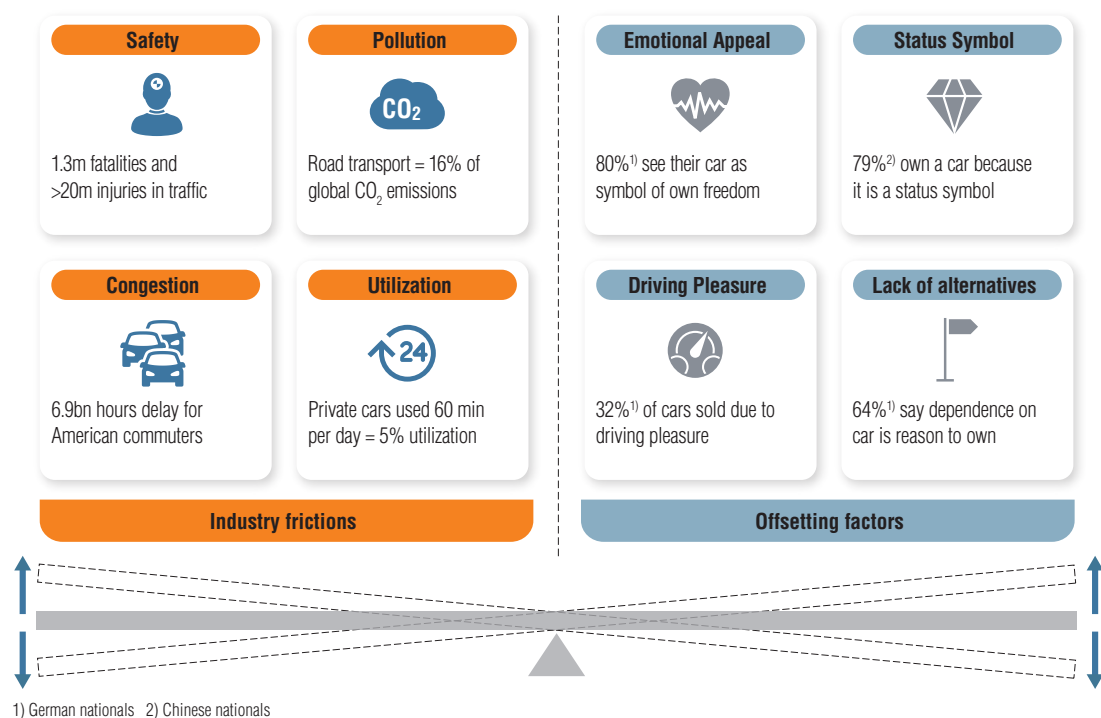 Safety
1.3m fatalities and
>20m injuries in traffic
Pollution
CO₂
Road transport = 16% of
global CO₂ emissions
Emotional Appeal
80%¹⁾ see their car as
symbol of own freedom
Status Symbol
79%²⁾ own a car because
it is a status symbol
Congestion
6.9bn hours delay for
American commuters
Utilization
24
Private cars used 60 min
per day = 5% utilization
Driving Pleasure
32%¹⁾ of cars sold due to
driving pleasure
Lack of alternatives
64%¹⁾ say dependence on
car is reason to own
Industry frictions
Offsetting factors
1) German nationals 2) Chinese nationals